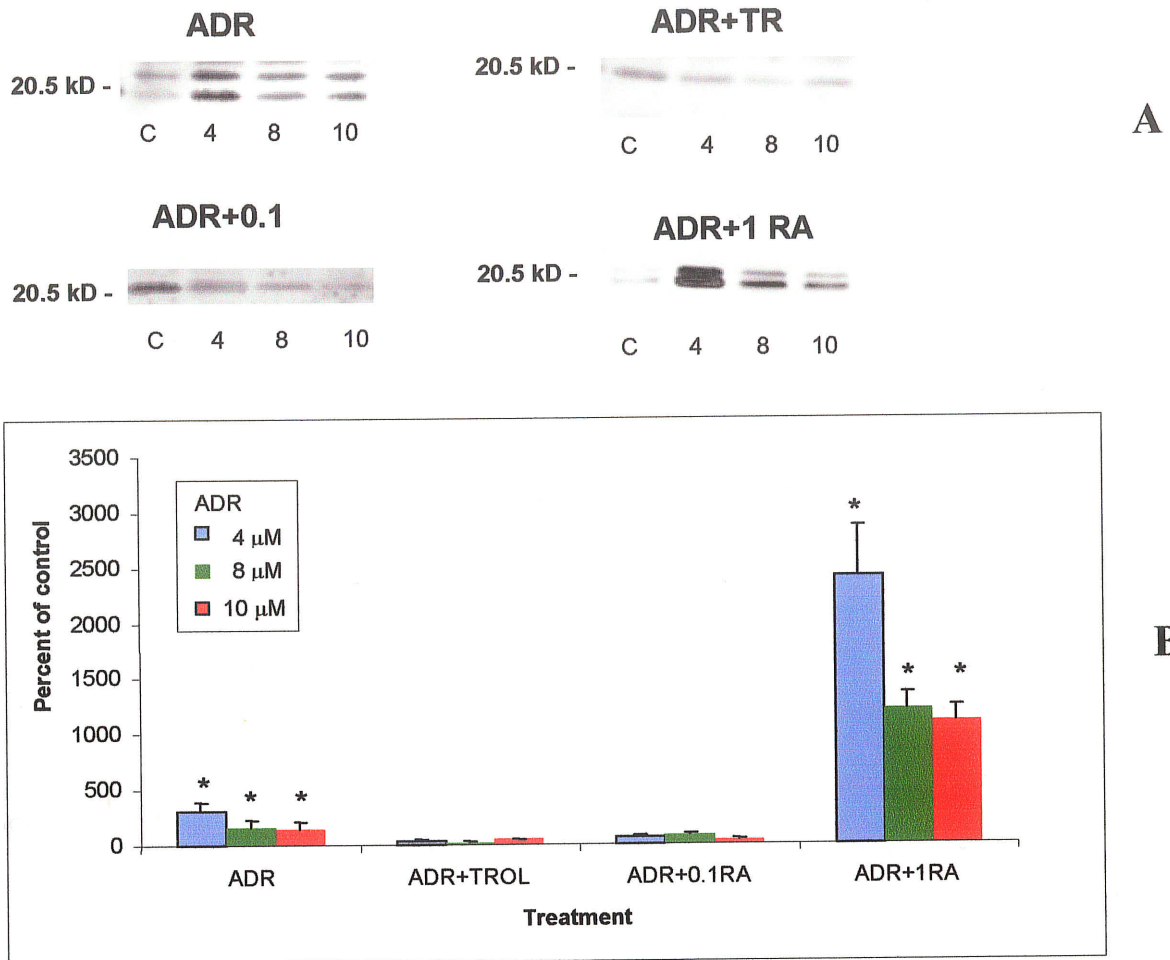 ADR
20.5 kD -
C 4 8 10
ADR+TR
20.5 kD -
C 4 8 10
A
ADR+0.1
20.5 kD -
C 4 8 10
ADR+1 RA
20.5 kD -
C 4 8 10
B
3500
3000
2500
2000
1500
1000
500
0
Percent of control
ADR
4 µM
8 µM
10 µM
* * *
* * *
ADR ADR+TROL ADR+0.1RA ADR+1RA
Treatment